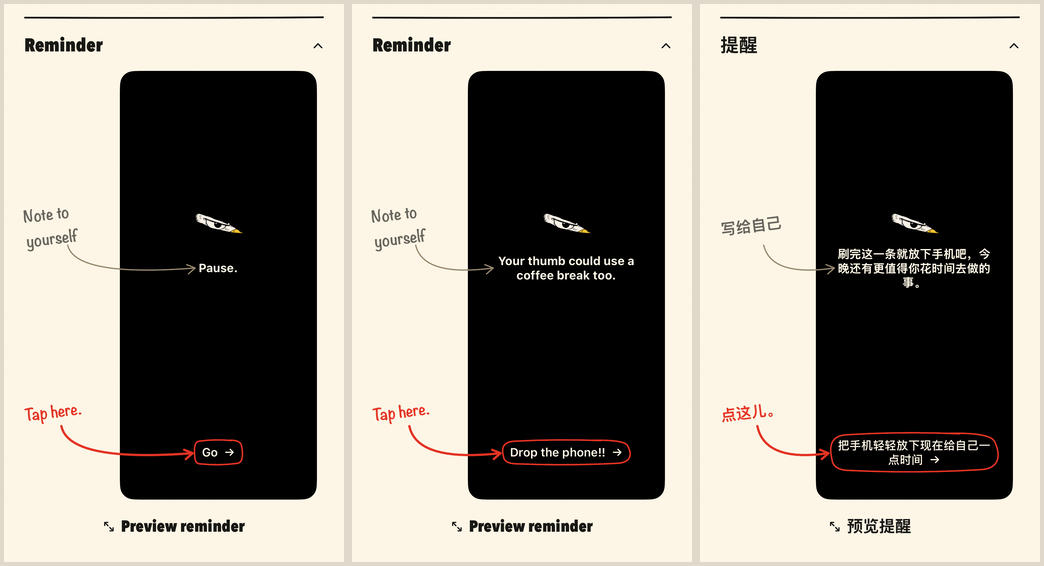 Reminder
Note to
yourself
Pause.
Tap here.
Go →
Preview reminder
Reminder
Note to
yourself
Your thumb could use a
coffee break too.
Tap here.
Drop the phone!! →
Preview reminder
提醒
写给自己
刷完这一条就放下手机吧，今
晚还有更值得你花时间去做的
事。
点这儿。
把手机轻轻放下现在给自己一
点时间 →
预览提醒